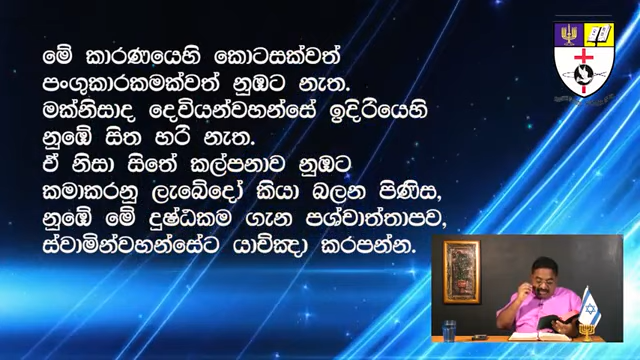 මේ කාරණයෙහි කොටසක්වත්
පංගුකාරකමක්වත් නුඹට නැත.
මක්නිසාද දෙවියන්වහන්සේ ඉදිරියෙහි
නුඹේ සිත හරි නැත.
ඒ නිසා සිතේ කල්පනාව නුඹට
කමාකරනු ලැබේදෝ කියා බලන පිණිස,
නුඹේ මේ දුෂ්ඨකම ගැන පශ්චාත්තාපව,
ස්වාමින්වහන්සේට යාච්ඤා කරපන්න.